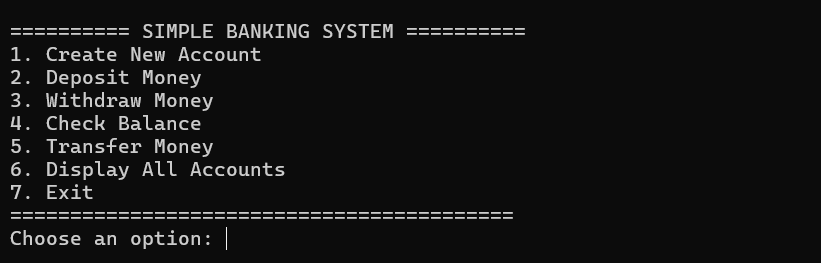 ========== SIMPLE BANKING SYSTEM ==========
1. Create New Account
2. Deposit Money
3. Withdraw Money
4. Check Balance
5. Transfer Money
6. Display All Accounts
7. Exit
==========================================
Choose an option: